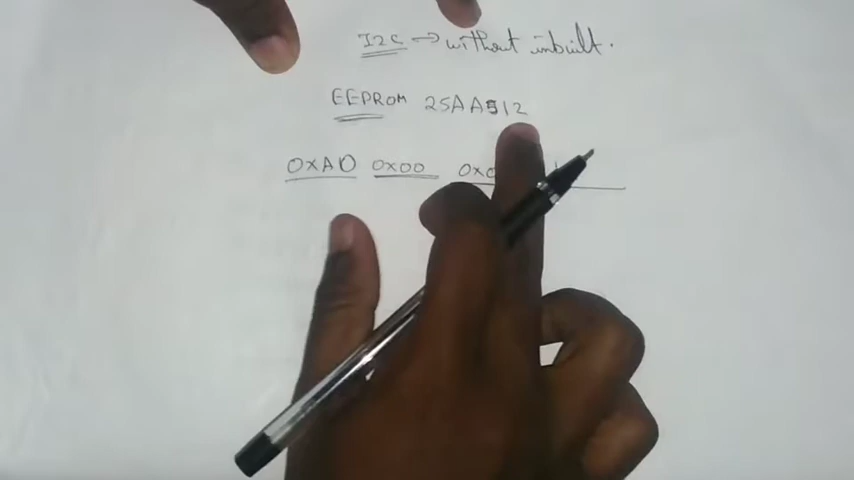 I2C → without inbuilt.
EEPROM 25AA512
0XA0 0x00